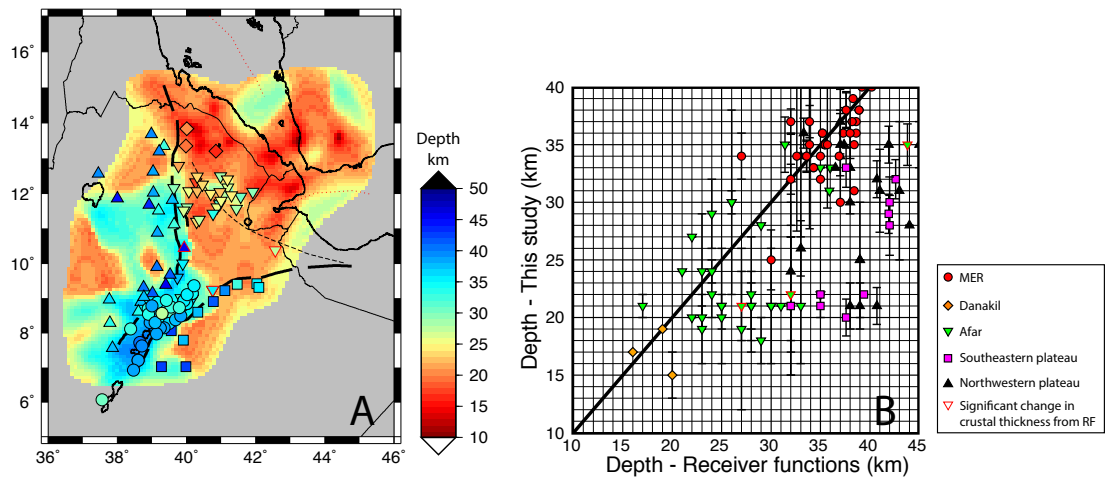 16°
14°
12°
10°
8°
6°
36°
38°
40°
42°
44°
46°
A
Depth
km
50
45
40
35
30
25
20
15
10
Depth - This study (km)
40
35
30
25
20
15
10
10
15
20
25
30
35
40
45
Depth - Receiver functions (km)
B
MER
Danakil
Afar
Southeastern plateau
Northwestern plateau
Significant change in
crustal thickness from RF